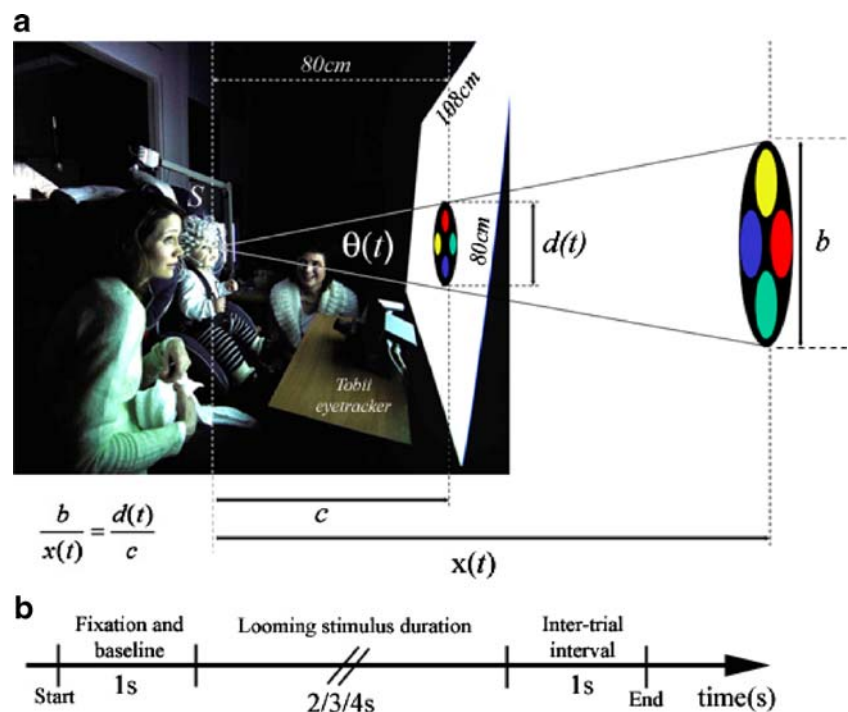 a
80cm
108cm
S
θ(t)
80cm
d(t)
b
Tobii
eyetracker
c
b/x(t) = d(t)/c
x(t)
b
Fixation and
baseline
Looming stimulus duration
Inter-trial
interval
Start
1s
2/3/4s
1s
End
time(s)